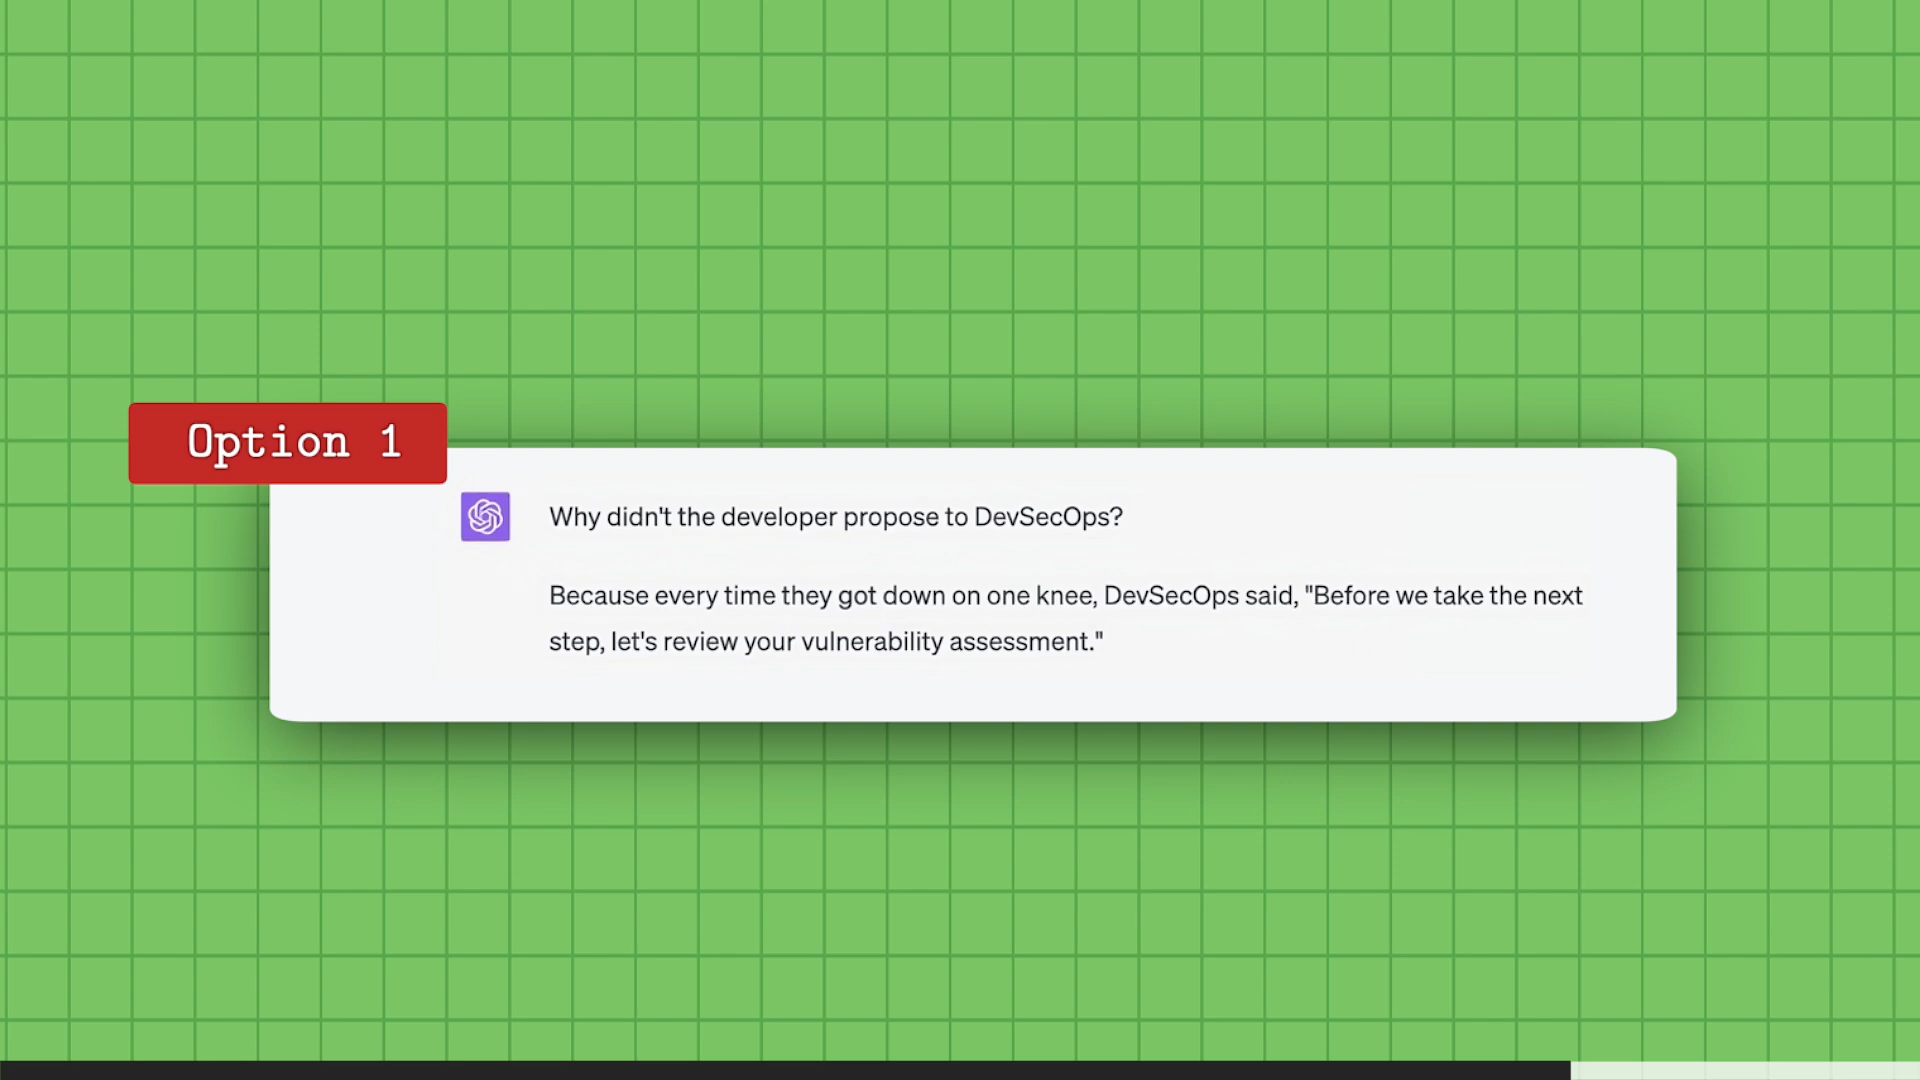 Option 1
Why didn't the developer propose to DevSecOps?
Because every time they got down on one knee, DevSecOps said, "Before we take the next
step, let's review your vulnerability assessment."